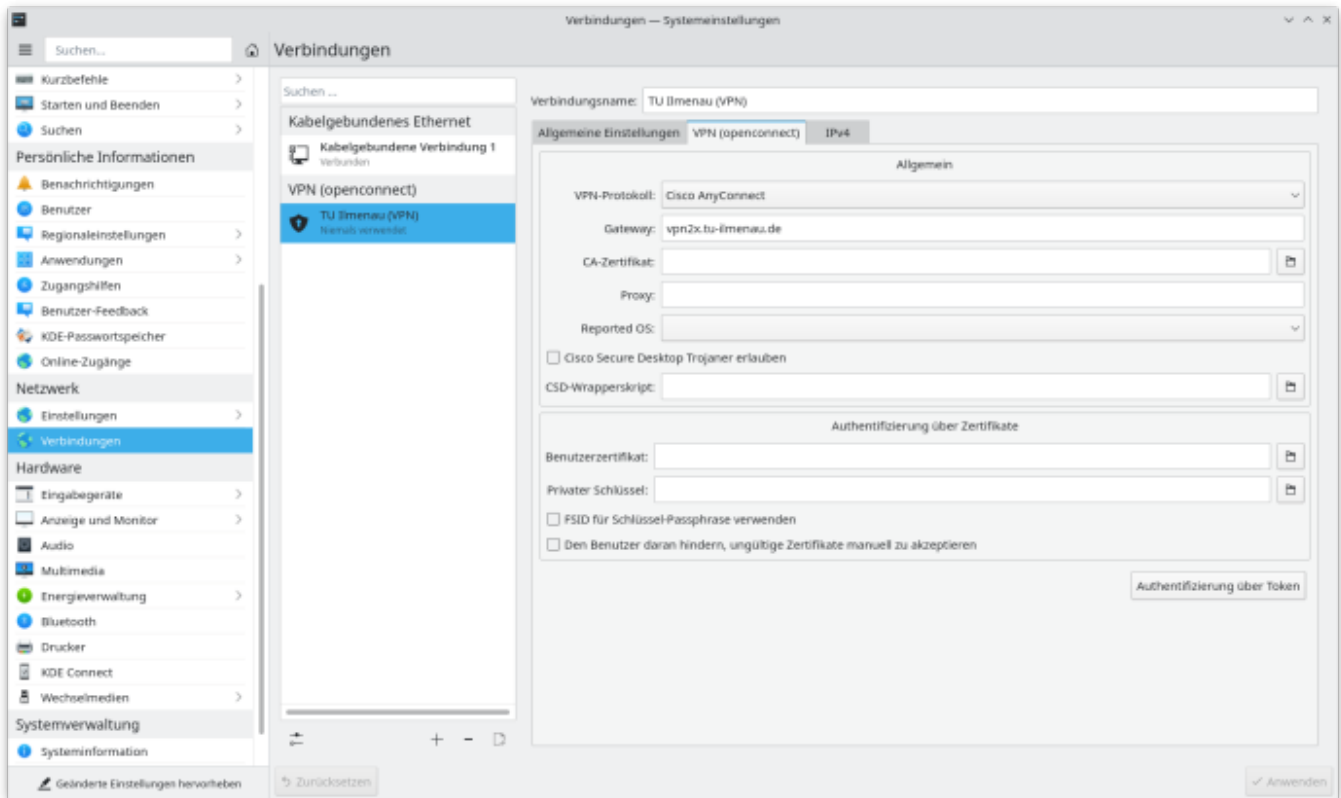 Verbindungen — Systemeinstellungen
Suchen...
Verbindungen
Kurzbefehle
Starten und Beenden
Suchen
Persönliche Informationen
Benachrichtigungen
Benutzer
Regionaleinstellungen
Anwendungen
Zugangshilfen
Benutzer-Feedback
KDE-Passwortspeicher
Online-Zugänge
Netzwerk
Einstellungen
Verbindungen
Hardware
Eingabegeräte
Anzeige und Monitor
Audio
Multimedia
Energieverwaltung
Bluetooth
Drucker
KDE Connect
Wechselmedien
Systemverwaltung
Systeminformation
Geänderte Einstellungen hervorheben
Suchen ...
Kabelgebundenes Ethernet
Kabelgebundene Verbindung 1
Verbunden
VPN (openconnect)
TU Ilmenau (VPN)
Niemals verwendet
Zurücksetzen
Verbindungsname: TU Ilmenau (VPN)
Allgemeine Einstellungen VPN (openconnect) IPv4
Allgemein
VPN-Protokoll: Cisco AnyConnect
Gateway: vpn2x.tu-ilmenau.de
CA-Zertifikat:
Proxy:
Reported OS:
Cisco Secure Desktop Trojaner erlauben
CSD-Wrapperskript:
Authentifizierung über Zertifikate
Benutzerzertifikat:
Privater Schlüssel:
FSID für Schlüssel-Passphrase verwenden
Den Benutzer daran hindern, ungültige Zertifikate manuell zu akzeptieren
Authentifizierung über Token
Anwenden